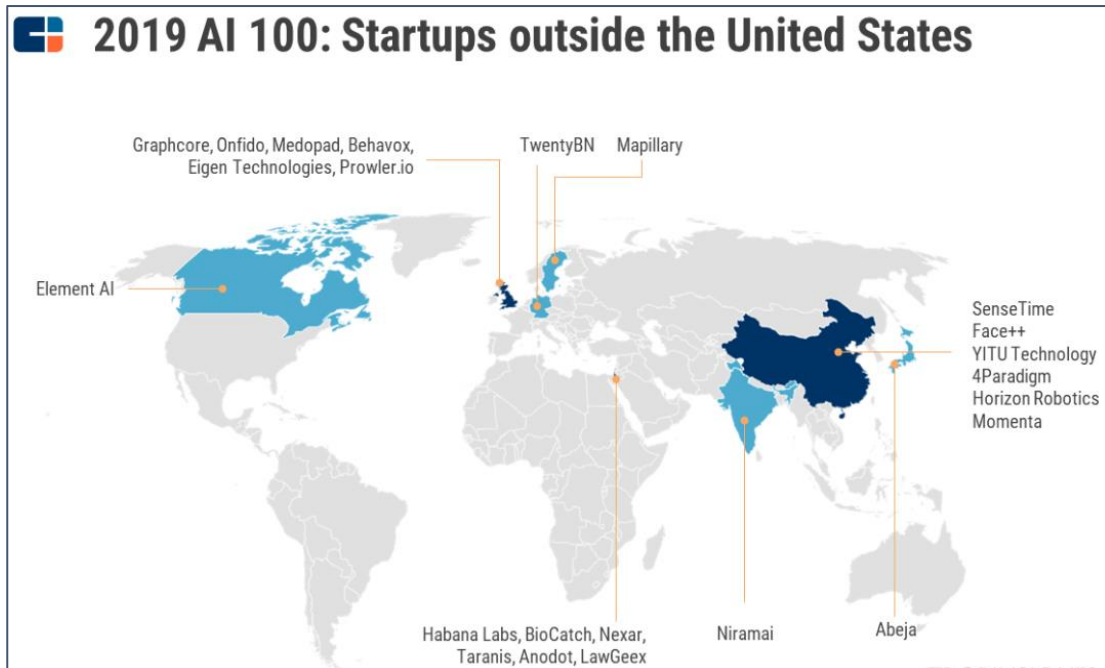 2019 AI 100: Startups outside the United States
Graphcore, Onfido, Medopad, Behavox,
Eigen Technologies, Prowler.io
TwentyBN
Mapillary
Element AI
SenseTime
Face++
YITU Technology
4Paradigm
Horizon Robotics
Momenta
Habana Labs, BioCatch, Nexar,
Taranis, Anodot, LawGeex
Niramai
Abeja